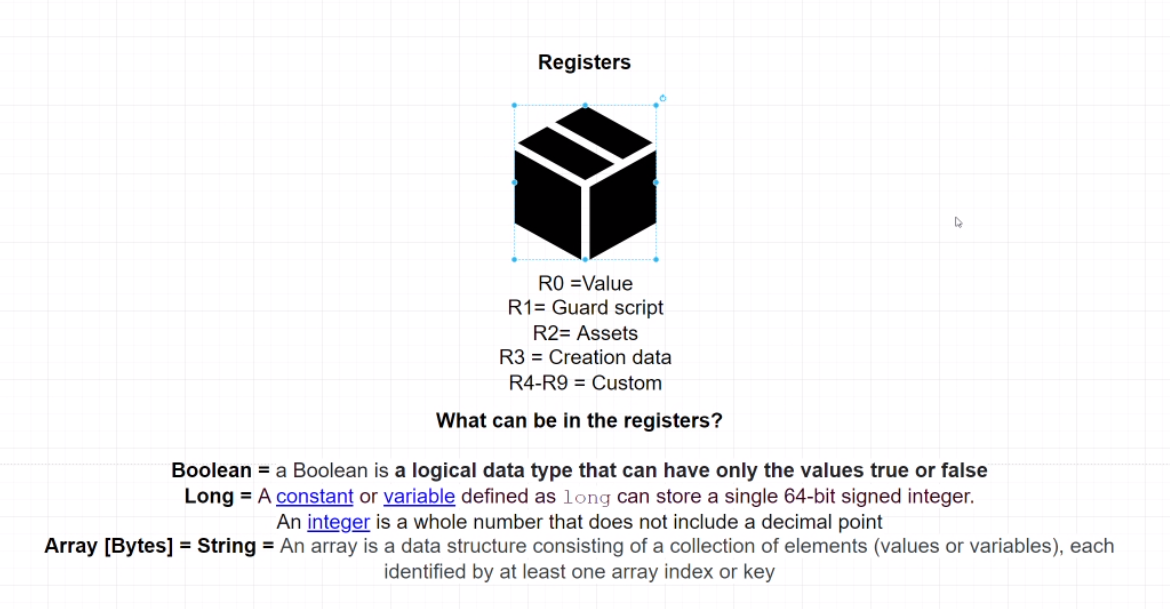 Registers
R0 =Value
R1= Guard script
R2= Assets
R3 = Creation data
R4-R9 = Custom
What can be in the registers?
Boolean = a Boolean is a logical data type that can have only the values true or false
Long = A constant or variable defined as long can store a single 64-bit signed integer.
An integer is a whole number that does not include a decimal point
Array [Bytes] = String = An array is a data structure consisting of a collection of elements (values or variables), each
identified by at least one array index or key